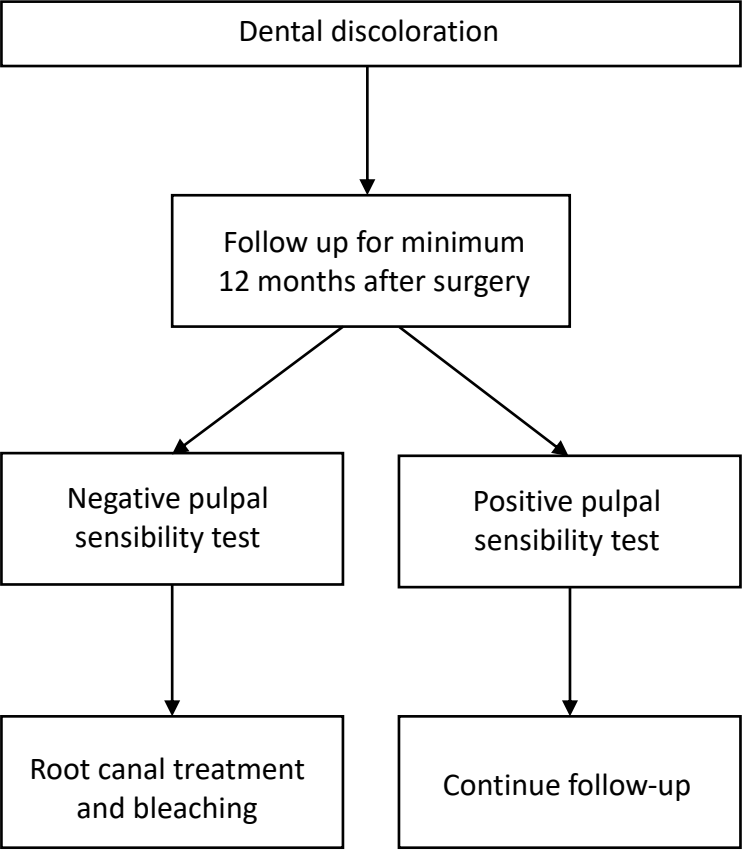 Dental discoloration
Follow up for minimum
12 months after surgery
Negative pulpal
sensibility test
Positive pulpal
sensibility test
Root canal treatment
and bleaching
Continue follow-up